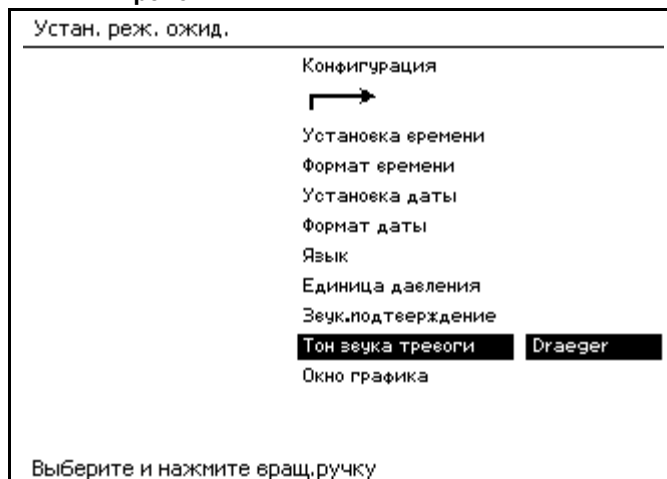 Устан. реж. ожид.
Конфигурация
Установка времени
Формат времени
Установка даты
Формат даты
Язык
Единица давления
Звук.подтверждение
Тон звука тревоги Draeger
Окно графика
Выберите и нажмите вращ.ручку